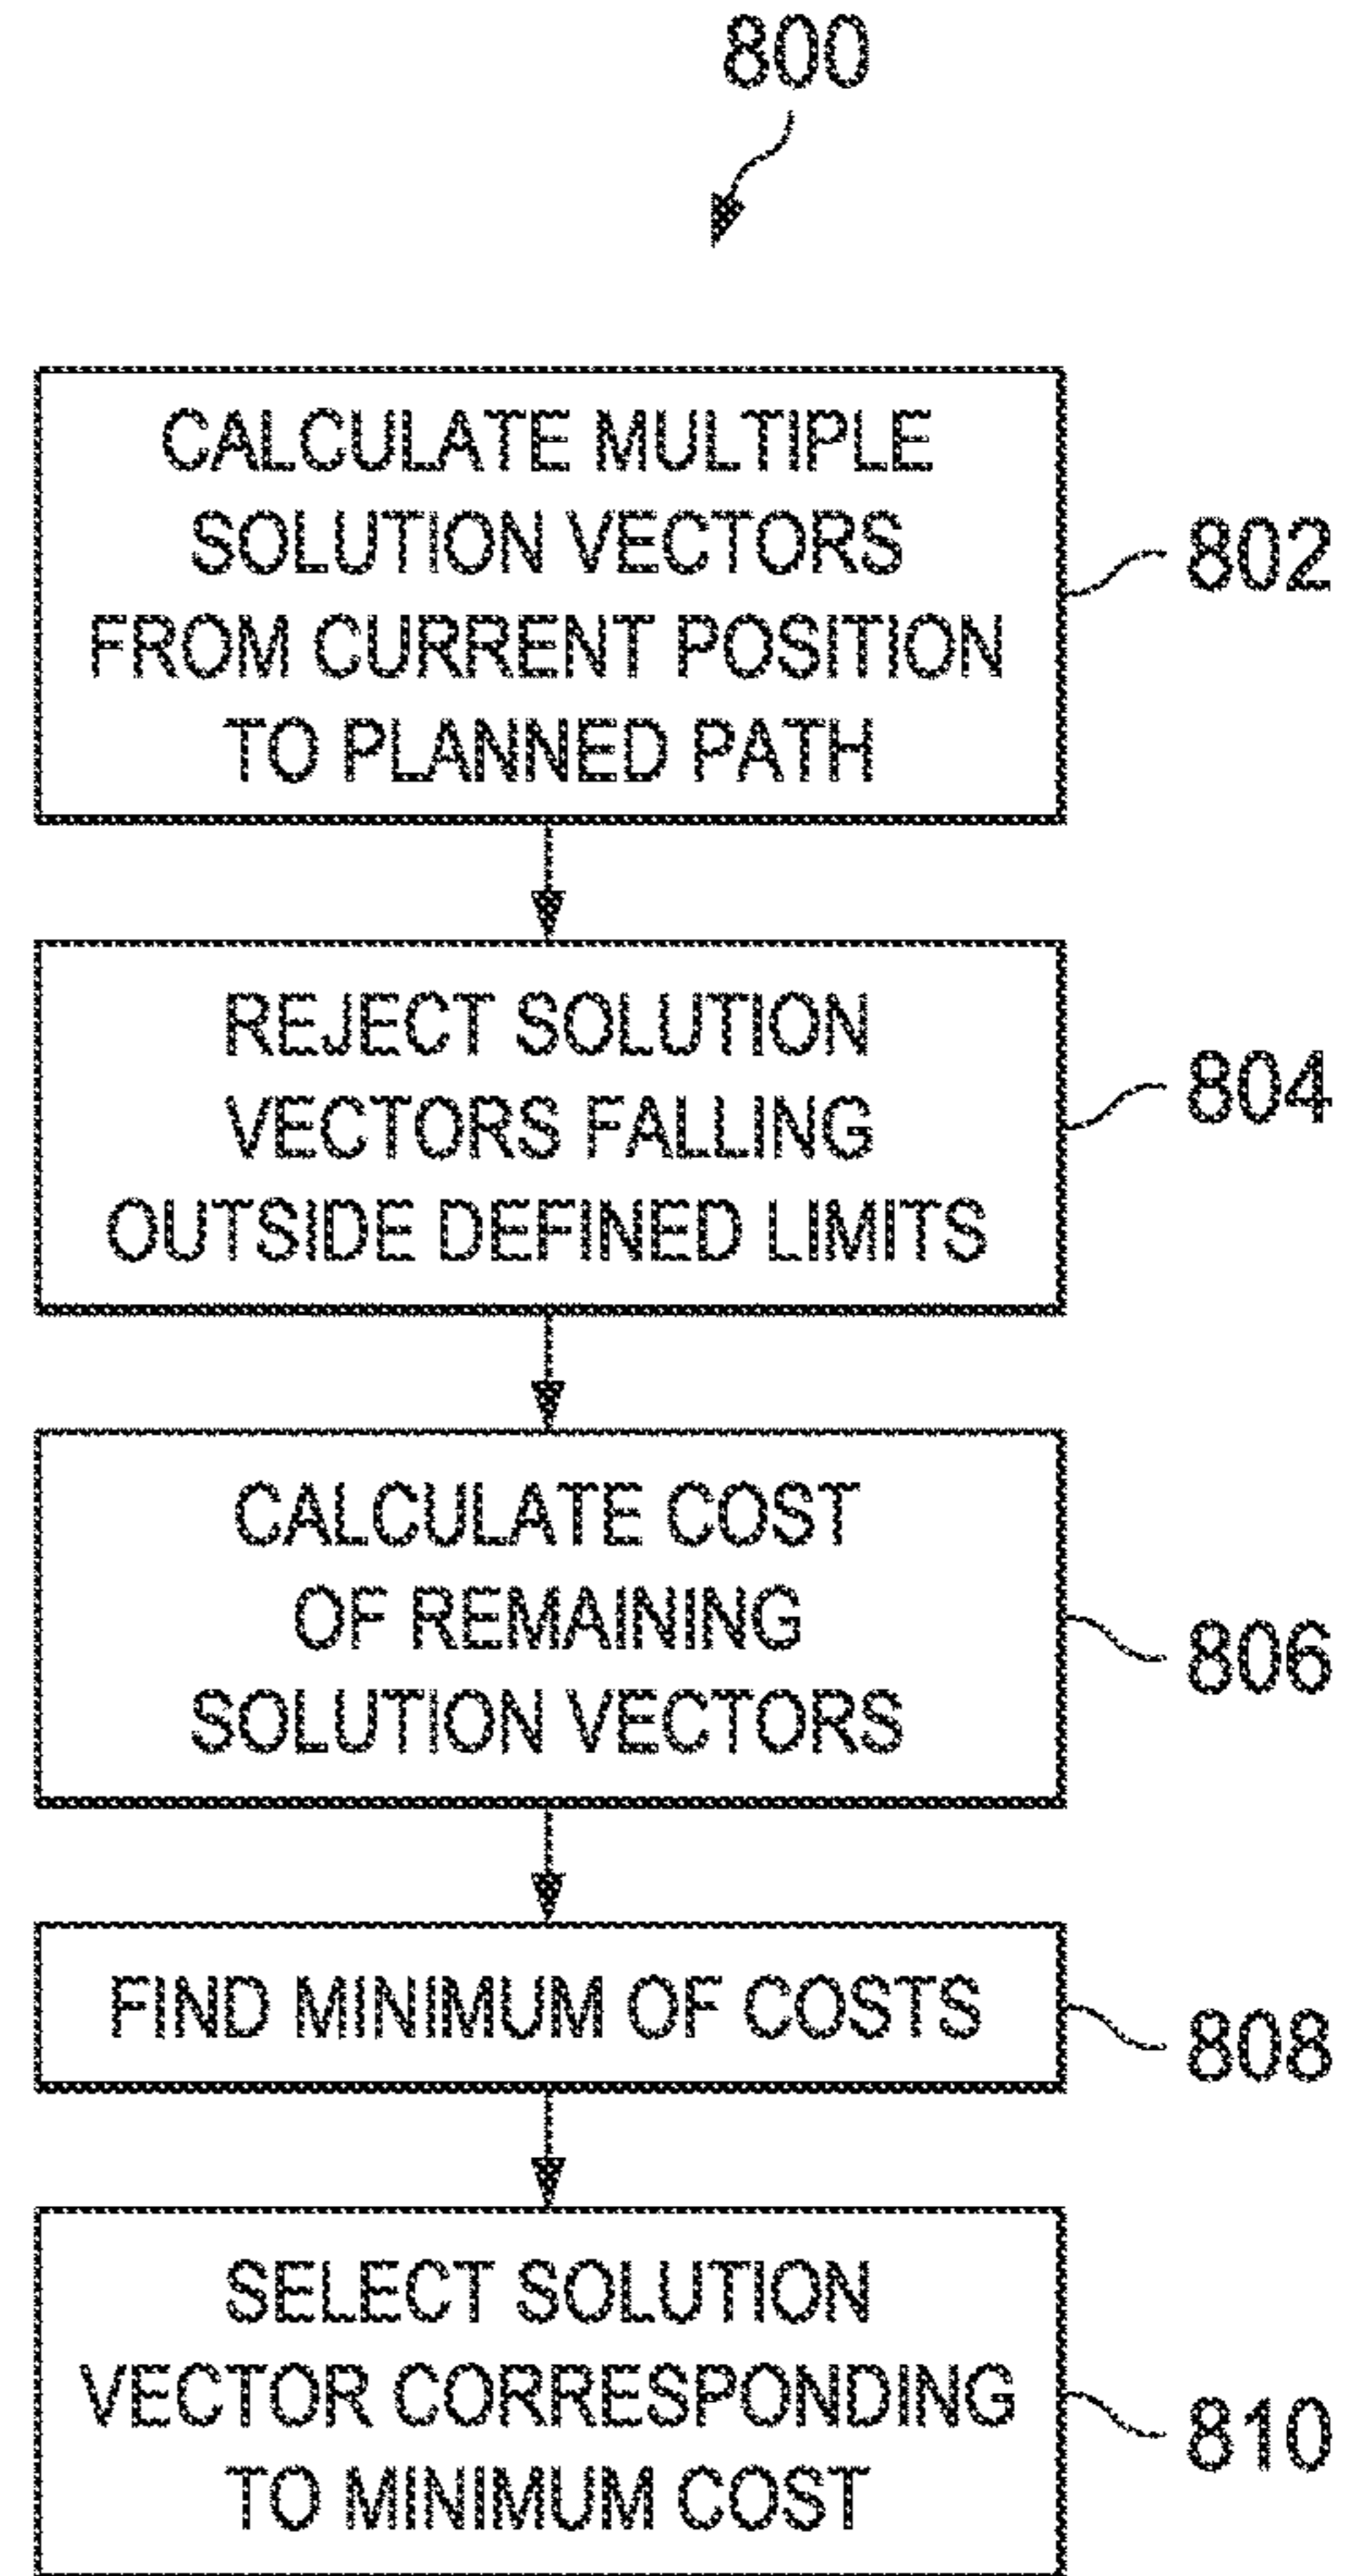 800
CALCULATE MULTIPLE
SOLUTION VECTORS
FROM CURRENT POSITION
TO PLANNED PATH
802
REJECT SOLUTION
VECTORS FALLING
OUTSIDE DEFINED LIMITS
804
CALCULATE COST
OF REMAINING
SOLUTION VECTORS
806
FIND MINIMUM OF COSTS
808
SELECT SOLUTION
VECTOR CORRESPONDING
TO MINIMUM COST
810